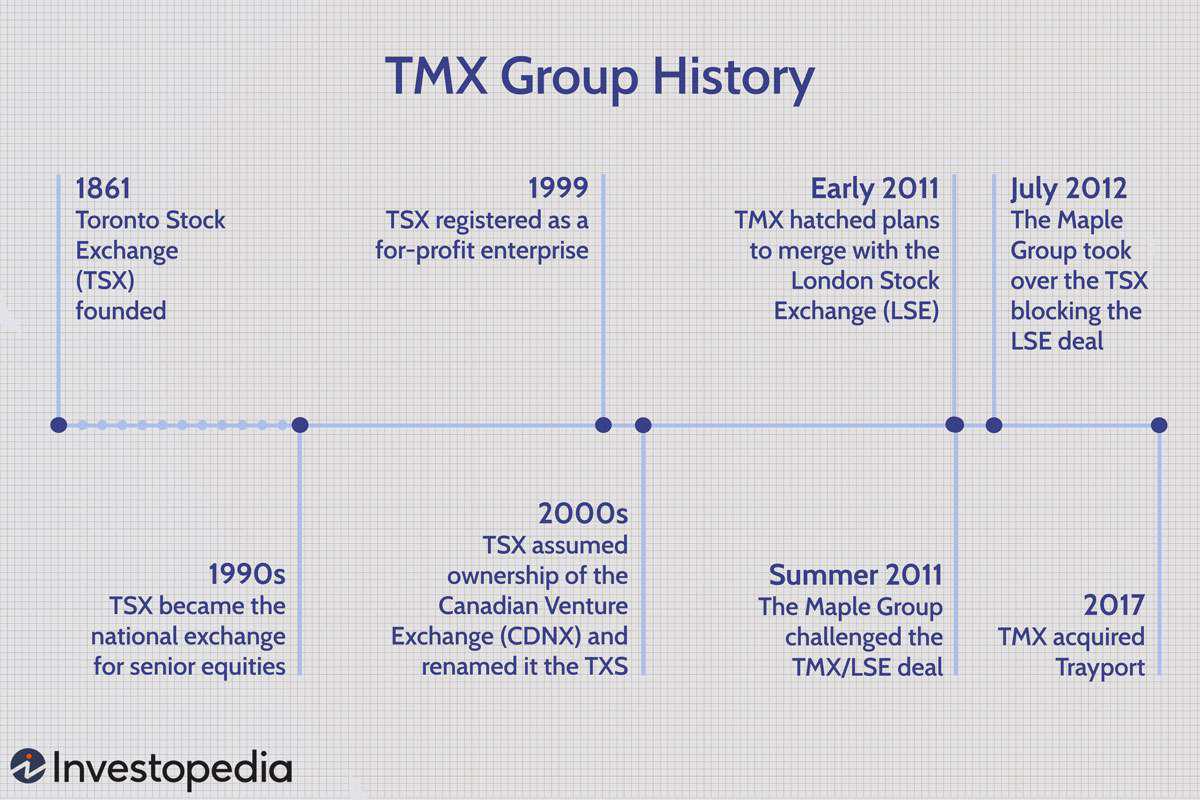 TMX Group History
1861
Toronto Stock
Exchange
(TSX)
founded
1999
TSX registered as a
for-profit enterprise
Early 2011
TMX hatched plans
to merge with the
London Stock
Exchange (LSE)
July 2012
The Maple
Group took
over the TSX
blocking the
LSE deal
1990s
TSX became the
national exchange
for senior equities
2000s
TSX assumed
ownership of the
Canadian Venture
Exchange (CDNX) and
renamed it the TXS
Summer 2011
The Maple Group
challenged the
TMX/LSE deal
2017
TMX acquired
Trayport
Investopedia